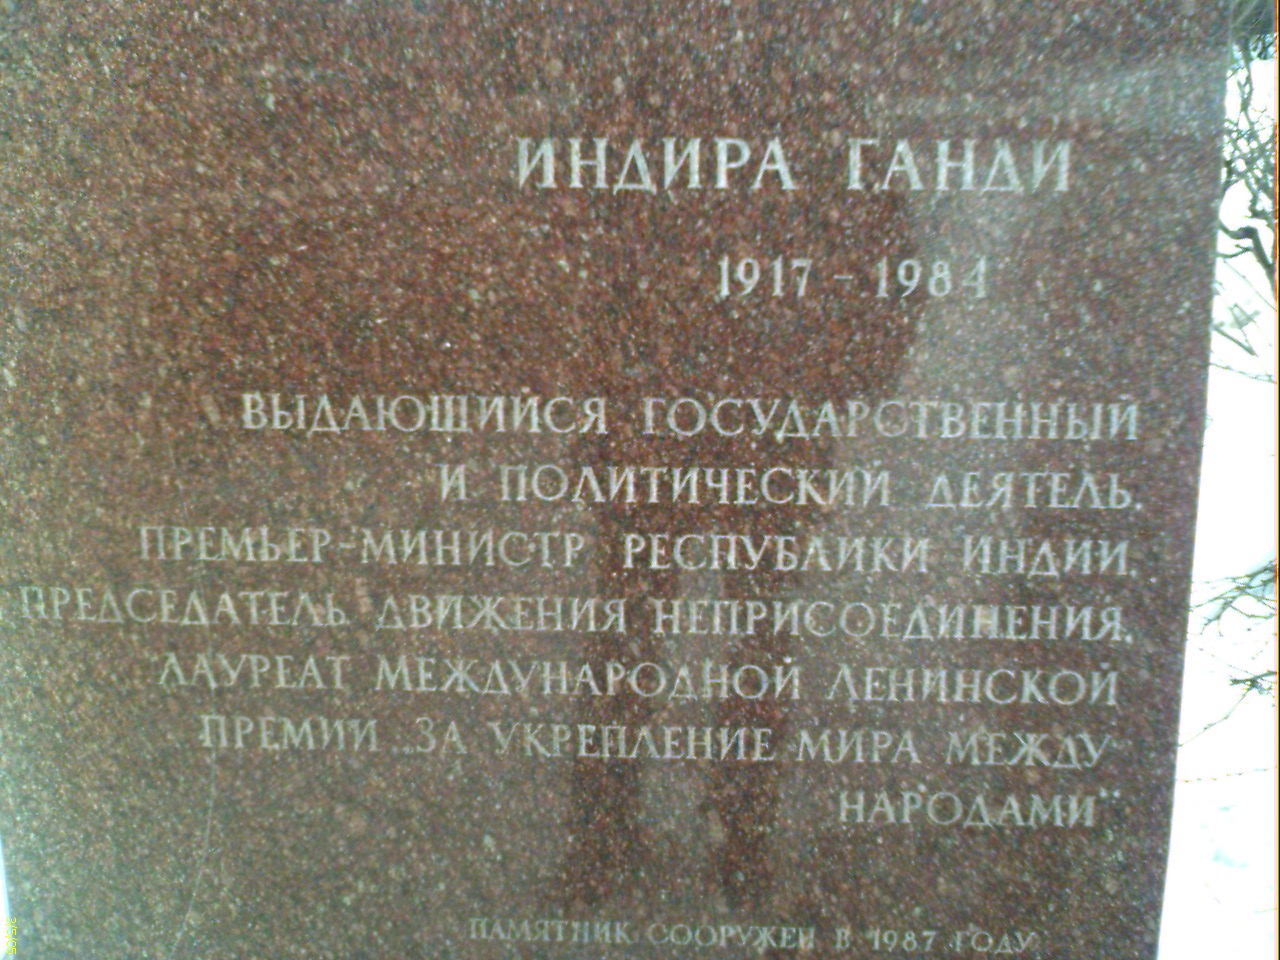 ИНДИРА ГАНДИ
1917 - 1984
ВЫДАЮЩИЙСЯ ГОСУДАРСТВЕННЫЙ
И ПОЛИТИЧЕСКИЙ ДЕЯТЕЛЬ,
ПРЕМЬЕР-МИНИСТР РЕСПУБЛИКИ ИНДИИ,
ПРЕДСЕДАТЕЛЬ ДВИЖЕНИЯ НЕПРИСОЕДИНЕНИЯ,
ЛАУРЕАТ МЕЖДУНАРОДНОЙ ЛЕНИНСКОЙ
ПРЕМИИ „ЗА УКРЕПЛЕНИЕ МИРА МЕЖДУ
НАРОДАМИ“
ПАМЯТНИК СООРУЖЕН В 1987 ГОДУ